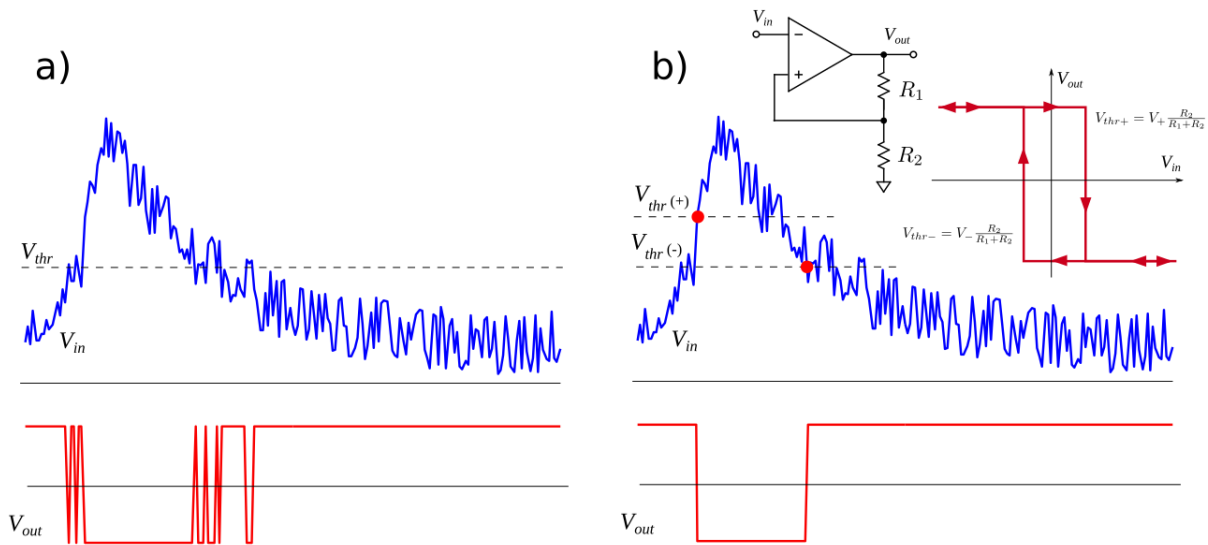 a)
V_thr
V_in
V_out
b)
V_in
V_out
−
+
R_1
R_2
V_out
V_thr+ = V_+ R_2/(R_1+R_2)
V_in
V_thr− = V_− R_2/(R_1+R_2)
V_thr (+)
V_thr (-)
V_in
V_out